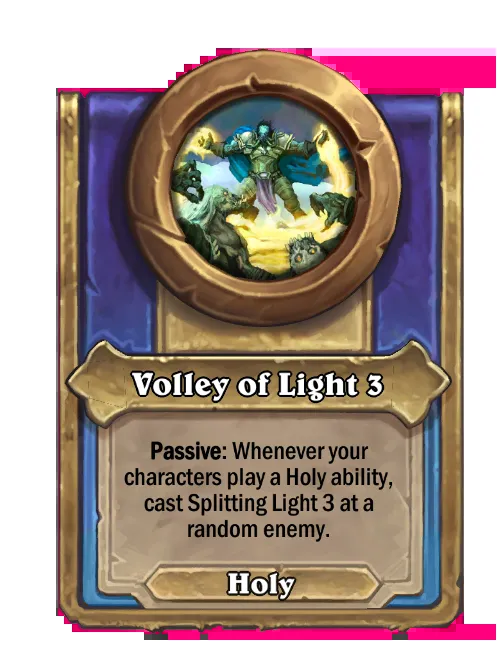 Volley of Light 3
Passive: Whenever your
characters play a Holy ability,
cast Splitting Light 3 at a
random enemy.
Holy